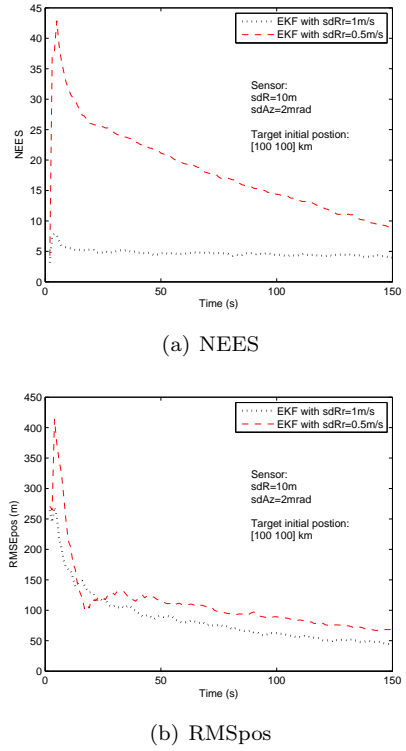 45
40
35
30
25
20
15
10
5
0
NEES
EKF with sdRr=1m/s
EKF with sdRr=0.5m/s
Sensor:
sdR=10m
sdAz=2mrad
Target initial postion:
[100 100] km
0
50
100
150
Time (s)
(a) NEES
450
400
350
300
250
200
150
100
50
0
RMSEpos (m)
EKF with sdRr=1m/s
EKF with sdRr=0.5m/s
Sensor:
sdR=10m
sdAz=2mrad
Target initial postion:
[100 100] km
0
50
100
150
Time (s)
(b) RMSpos